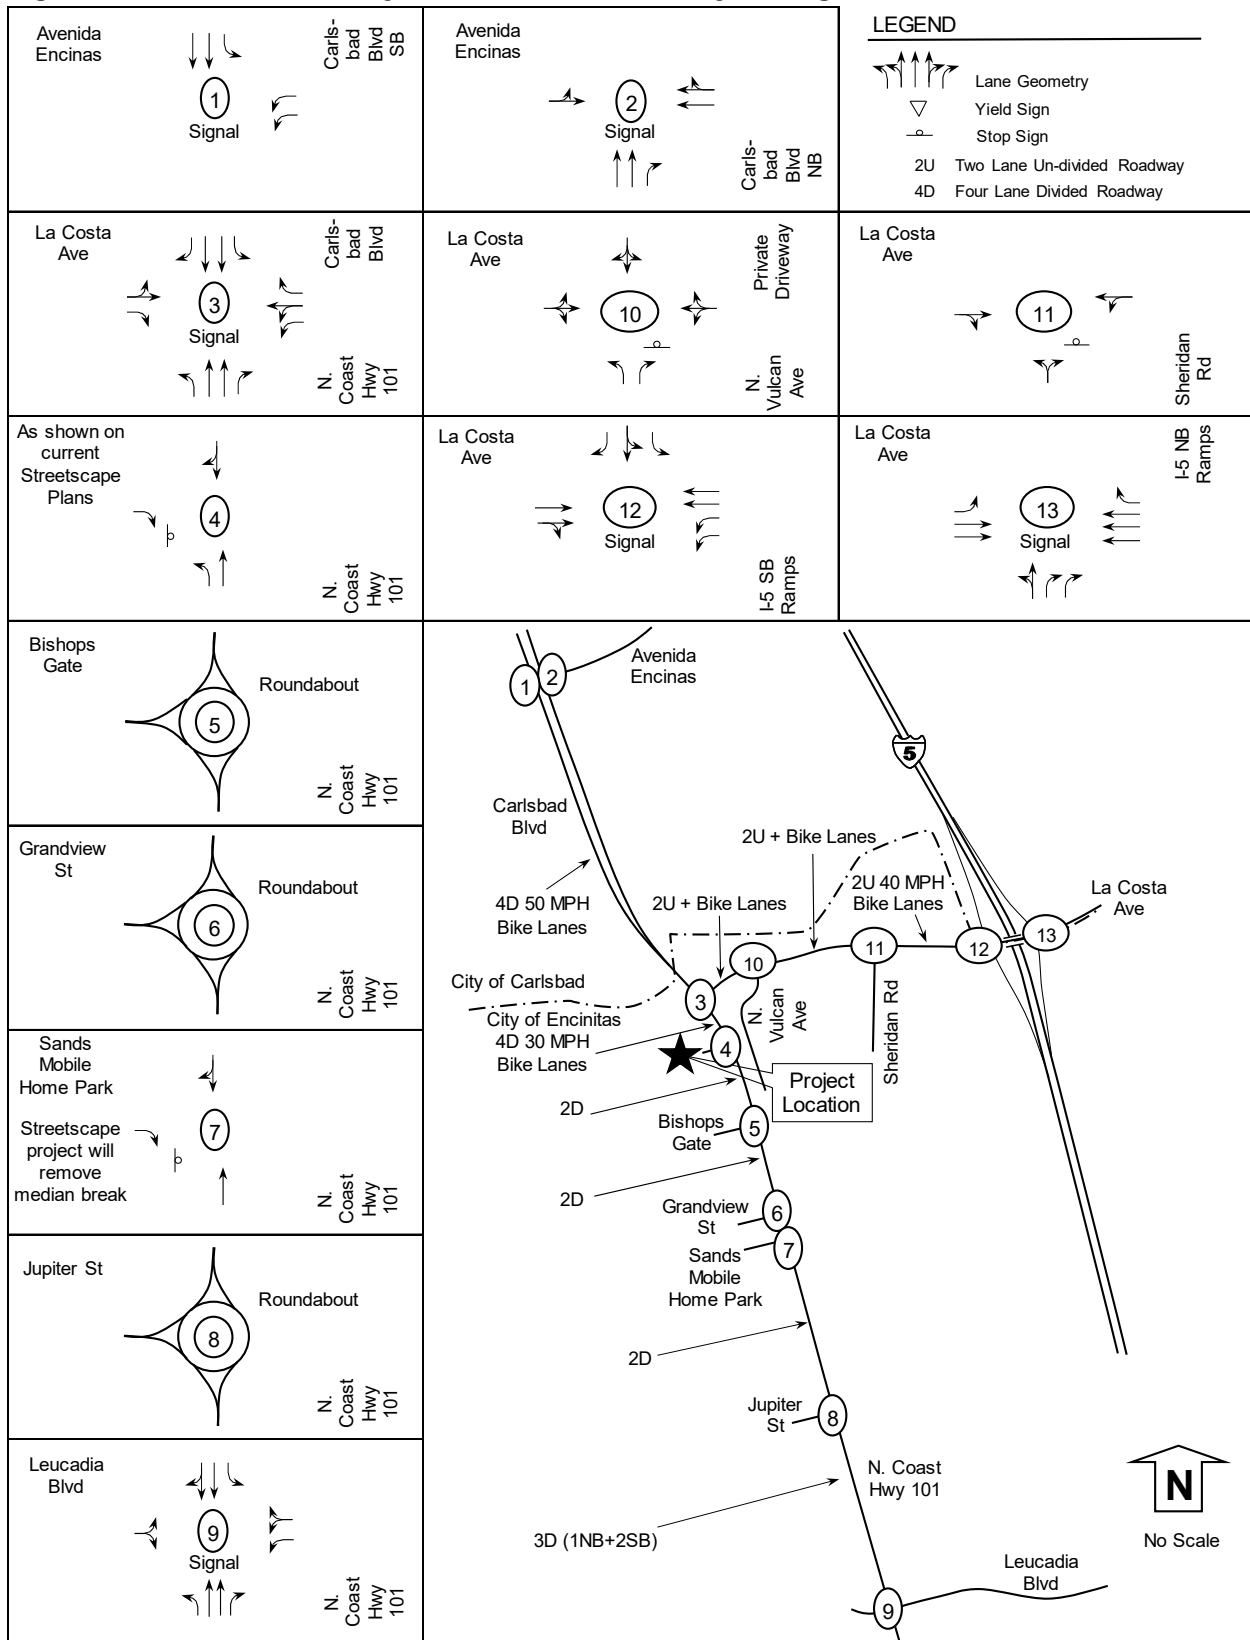 Avenida
Encinas
Carls-
bad
Blvd
SB
1
Signal
Avenida
Encinas
2
Signal
Carls-
bad
Blvd
NB
LEGEND
Lane Geometry
Yield Sign
Stop Sign
2U Two Lane Un-divided Roadway
4D Four Lane Divided Roadway
La Costa
Ave
Carls-
bad
Blvd
3
Signal
N.
Coast
Hwy
101
La Costa
Ave
Private
Driveway
10
N.
Vulcan
Ave
La Costa
Ave
11
Sheridan
Rd
As shown on
current
Streetscape
Plans
4
N.
Coast
Hwy
101
La Costa
Ave
12
Signal
I-5 SB
Ramps
La Costa
Ave
I-5 NB
Ramps
13
Signal
Bishops
Gate
Roundabout
5
N.
Coast
Hwy
101
Grandview
St
Roundabout
6
N.
Coast
Hwy
101
Sands
Mobile
Home Park
Streetscape
project will
remove
median break
7
N.
Coast
Hwy
101
Jupiter St
Roundabout
8
N.
Coast
Hwy
101
Leucadia
Blvd
9
Signal
N.
Coast
Hwy
101
1
2
Avenida
Encinas
5
Carlsbad
Blvd
4D 50 MPH
Bike Lanes
2U + Bike Lanes
2U + Bike Lanes
2U 40 MPH
Bike Lanes
La Costa
Ave
10
11
12
13
City of Carlsbad
3
City of Encinitas
4D 30 MPH
Bike Lanes
N.
Vulcan
Ave
Sheridan Rd
4
Project
Location
2D
Bishops
Gate
5
2D
Grandview
St
6
7
Sands
Mobile
Home Park
2D
Jupiter
St
8
N. Coast
Hwy 101
3D (1NB+2SB)
N
No Scale
Leucadia
Blvd
9